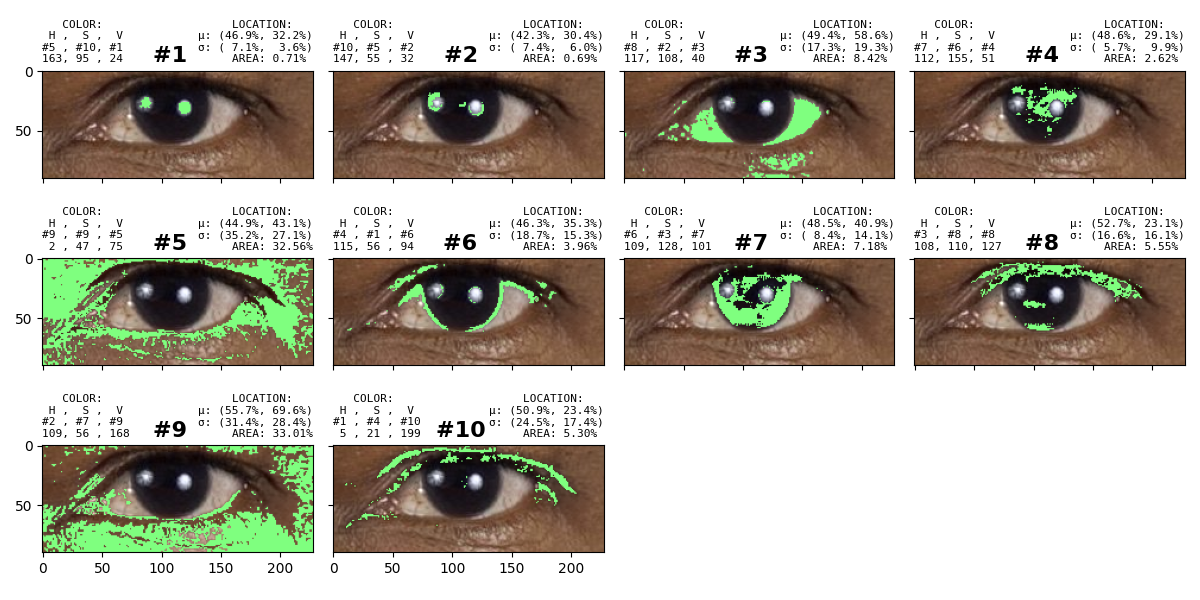 COLOR: LOCATION:
H , S , V μ: (46.9%, 32.2%)
#5 , #10, #1 σ: ( 7.1%, 3.6%)
163, 95 , 24 #1 AREA: 0.71%
COLOR: LOCATION:
H , S , V μ: (42.3%, 30.4%)
#10, #5 , #2 σ: ( 7.4%, 6.0%)
147, 55 , 32 #2 AREA: 0.69%
COLOR: LOCATION:
H , S , V μ: (49.4%, 58.6%)
#8 , #2 , #3 σ: (17.3%, 19.3%)
117, 108, 40 #3 AREA: 8.42%
COLOR: LOCATION:
H , S , V μ: (48.6%, 29.1%)
#7 , #6 , #4 σ: ( 5.7%, 9.9%)
112, 155, 51 #4 AREA: 2.62%
0
50
COLOR: LOCATION:
H , S , V μ: (44.9%, 43.1%)
#9 , #9 , #5 σ: (35.2%, 27.1%)
2 , 47 , 75 #5 AREA: 32.56%
COLOR: LOCATION:
H , S , V μ: (46.3%, 35.3%)
#4 , #1 , #6 σ: (18.7%, 15.3%)
115, 56 , 94 #6 AREA: 3.96%
COLOR: LOCATION:
H , S , V μ: (48.5%, 40.9%)
#6 , #3 , #7 σ: ( 8.4%, 14.1%)
109, 128, 101 #7 AREA: 7.18%
COLOR: LOCATION:
H , S , V μ: (52.7%, 23.1%)
#3 , #8 , #8 σ: (16.6%, 16.1%)
108, 110, 127 #8 AREA: 5.55%
0
50
COLOR: LOCATION:
H , S , V μ: (55.7%, 69.6%)
#2 , #7 , #9 σ: (31.4%, 28.4%)
109, 56 , 168 #9 AREA: 33.01%
COLOR: LOCATION:
H , S , V μ: (50.9%, 23.4%)
#1 , #4 , #10 σ: (24.5%, 17.4%)
5 , 21 , 199 #10 AREA: 5.30%
0
50
0 50 100 150 200
0 50 100 150 200